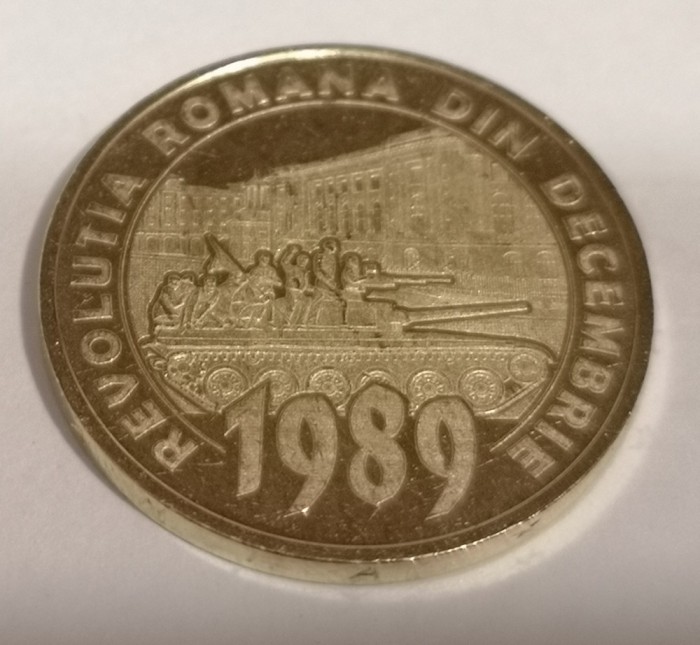 REVOLUTIA ROMANA DIN DECEMBRIE
1989